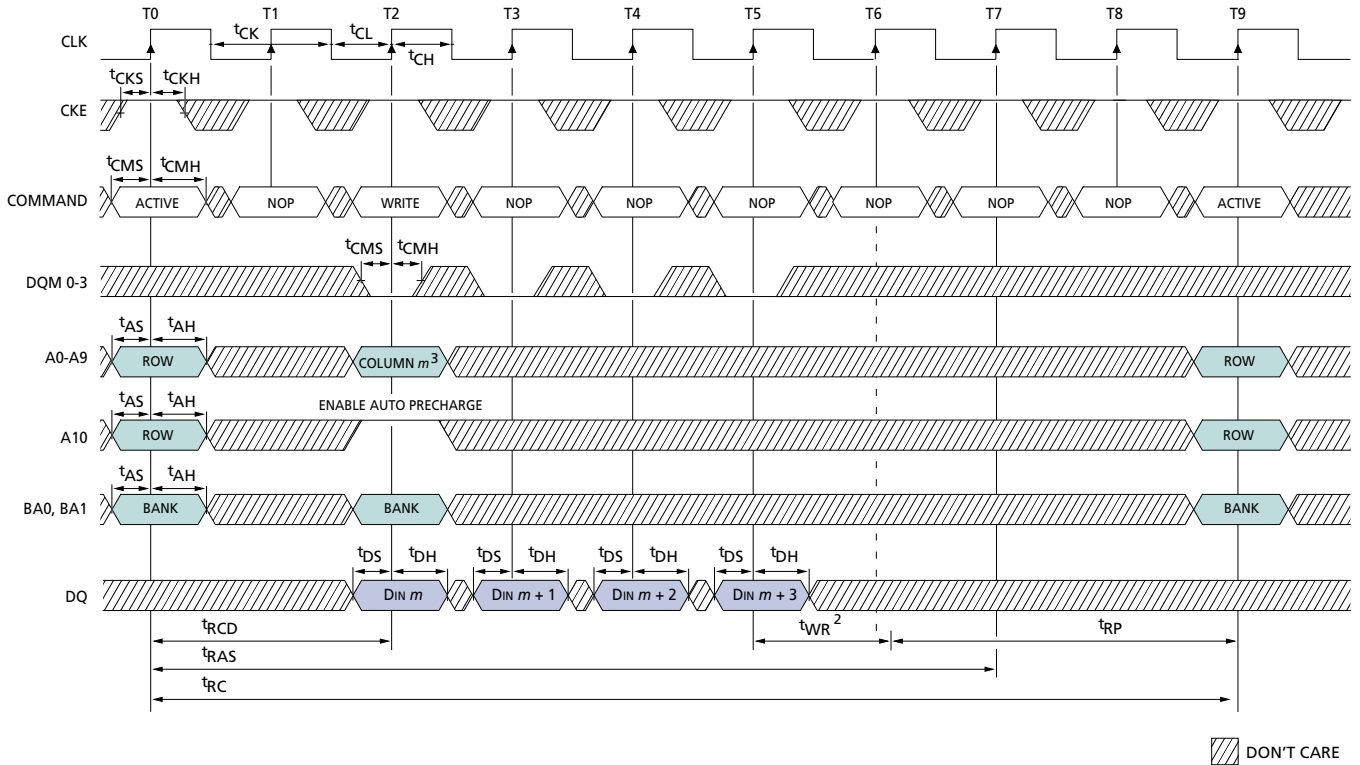 T0 T1 T2 T3 T4 T5 T6 T7 T8 T9
CLK
tCK tCL
tCH
tCKS tCKH
CKE
tCMS tCMH
COMMAND ACTIVE NOP WRITE NOP NOP NOP NOP NOP NOP ACTIVE
tCMS tCMH
DQM 0-3
tAS tAH
A0-A9 ROW COLUMN m3 ROW
tAS tAH ENABLE AUTO PRECHARGE
A10 ROW ROW
tAS tAH
BA0, BA1 BANK BANK BANK
tDS tDH tDS tDH tDS tDH tDS tDH
DQ DIN m DIN m + 1 DIN m + 2 DIN m + 3
tRCD tWR 2 tRP
tRAS
tRC
DON'T CARE